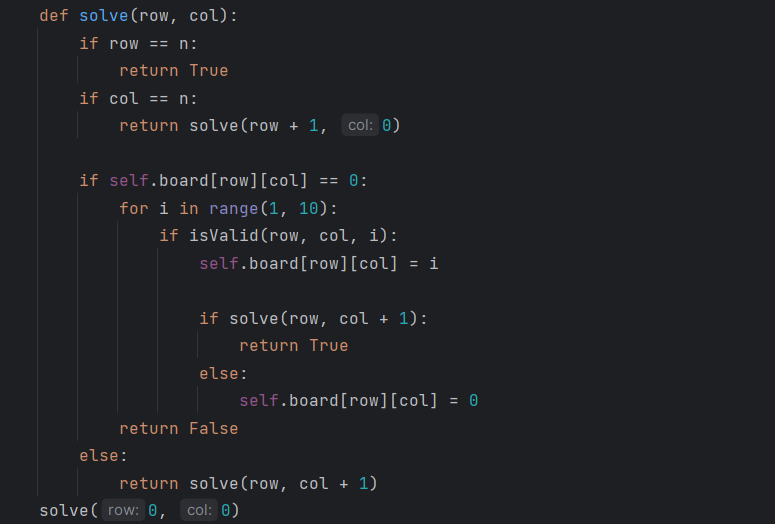 def solve(row, col):
if row == n:
return True
if col == n:
return solve(row + 1, col: 0)
if self.board[row][col] == 0:
for i in range(1, 10):
if isValid(row, col, i):
self.board[row][col] = i
if solve(row, col + 1):
return True
else:
self.board[row][col] = 0
return False
else:
return solve(row, col + 1)
solve(row: 0, col: 0)